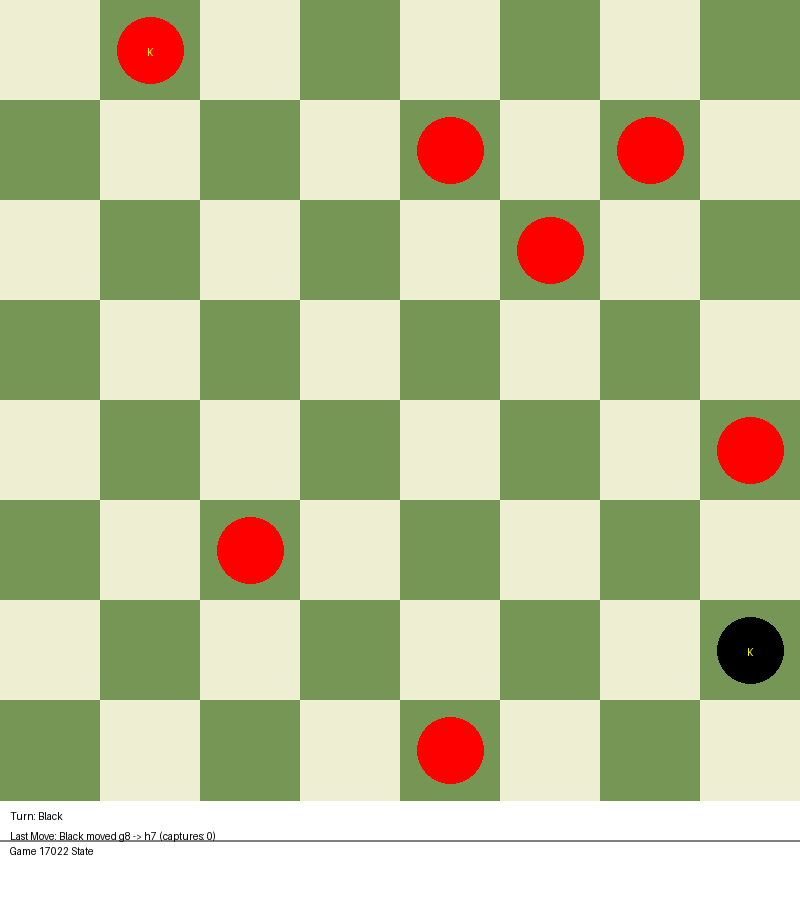 K
K
Turn: Black
Last Move: Black moved g8 -> h7 (captures: 0)
Game 17022 State